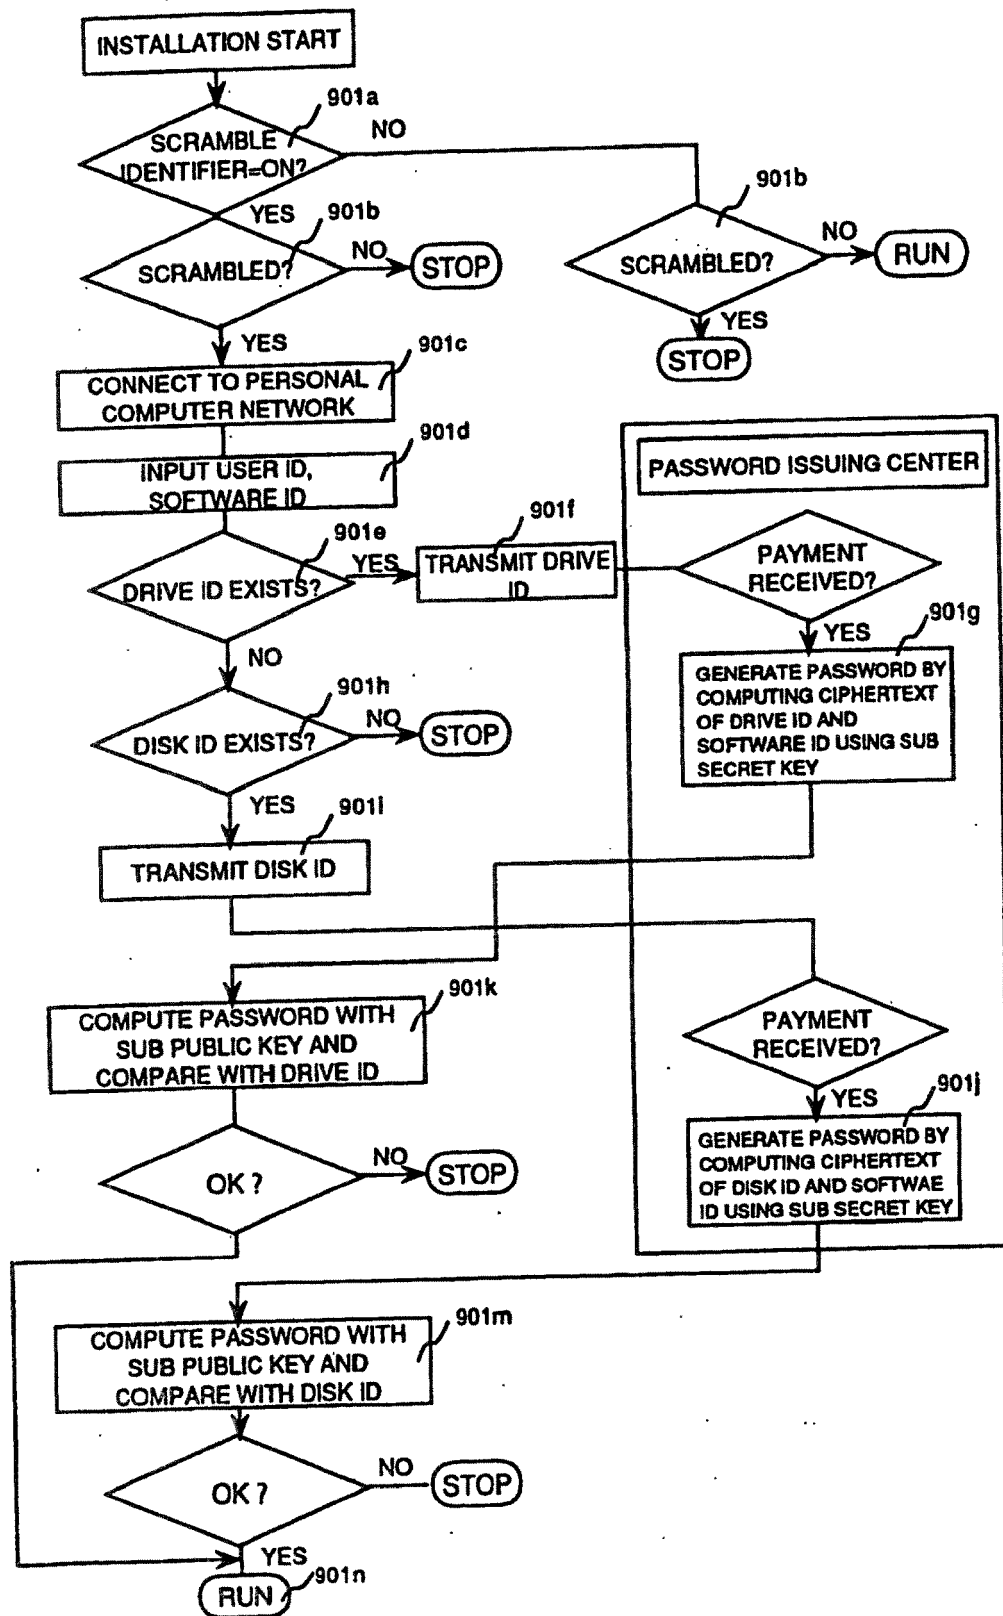 INSTALLATION START
901a
SCRAMBLE
IDENTIFIER=ON?
NO
YES
901b
SCRAMBLED?
NO
STOP
901b
SCRAMBLED?
NO
RUN
YES
STOP
YES
901c
CONNECT TO PERSONAL
COMPUTER NETWORK
901d
INPUT USER ID,
SOFTWARE ID
901e
DRIVE ID EXISTS?
YES
901f
TRANSMIT DRIVE
ID
PASSWORD ISSUING CENTER
PAYMENT
RECEIVED?
YES
901g
GENERATE PASSWORD BY
COMPUTING CIPHERTEXT
OF DRIVE ID AND
SOFTWARE ID USING SUB
SECRET KEY
NO
901h
DISK ID EXISTS?
NO
STOP
YES
901i
TRANSMIT DISK ID
901k
COMPUTE PASSWORD WITH
SUB PUBLIC KEY AND
COMPARE WITH DRIVE ID
PAYMENT
RECEIVED?
YES
901j
GENERATE PASSWORD BY
COMPUTING CIPHERTEXT
OF DISK ID AND SOFTWAE
ID USING SUB SECRET KEY
OK ?
NO
STOP
901m
COMPUTE PASSWORD WITH
SUB PUBLIC KEY AND
COMPARE WITH DISK ID
OK ?
NO
STOP
YES
RUN
901n